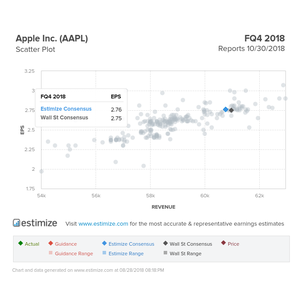 Apple Inc. (AAPL)
FQ4 2018
Scatter Plot
Reports 10/30/2018
3.25
3
2.75
2.5
2.25
2
1.75
EPS
FQ4 2018 EPS
Estimize Consensus 2.76
Wall St Consensus 2.75
54k 56k 58k 60k 62k
REVENUE
estimize
Visit www.estimize.com for the most accurate & representative earnings estimates
Actual Guidance Estimize Consensus Wall St Consensus Price
Guidance Range Estimize Range Wall St Range
Chart and data generated on www.estimize.com at 08/28/2018 08:18 PM